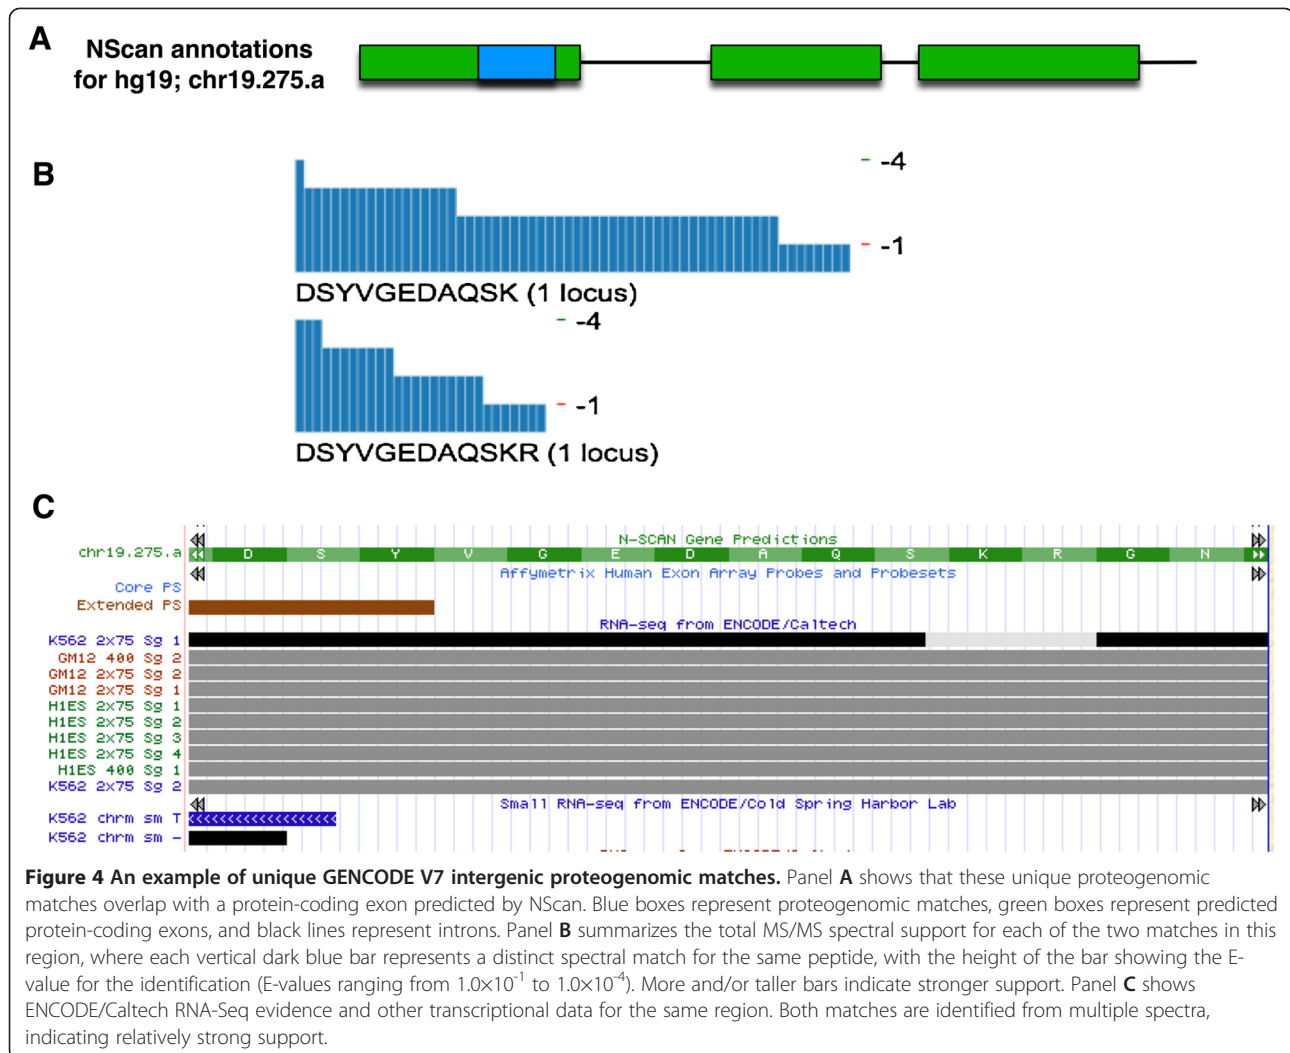 A
NScan annotations
for hg19; chr19.275.a
B
-4
-1
DSYVGEDAQSK (1 locus)
-4
-1
DSYVGEDAQSKR (1 locus)
C
N-SCAN Gene Predictions
chr19.275.a D S Y V G E D A Q S K R G N
Affymetrix Human Exon Array Probes and Probesets
Core PS
Extended PS
RNA-seq from ENCODE/Caltech
K562 2x75 Sg 1
GM12 400 Sg 2
GM12 2x75 Sg 2
GM12 2x75 Sg 1
H1ES 2x75 Sg 1
H1ES 2x75 Sg 2
H1ES 2x75 Sg 3
H1ES 2x75 Sg 4
H1ES 400 Sg 1
K562 2x75 Sg 2
Small RNA-seq from ENCODE/Cold Spring Harbor Lab
K562 chrm sm T
K562 chrm sm -
Figure 4 An example of unique GENCODE V7 intergenic proteogenomic matches. Panel A shows that these unique proteogenomic
matches overlap with a protein-coding exon predicted by NScan. Blue boxes represent proteogenomic matches, green boxes represent predicted
protein-coding exons, and black lines represent introns. Panel B summarizes the total MS/MS spectral support for each of the two matches in this
region, where each vertical dark blue bar represents a distinct spectral match for the same peptide, with the height of the bar showing the E-
value for the identification (E-values ranging from 1.0×10⁻¹ to 1.0×10⁻⁴). More and/or taller bars indicate stronger support. Panel C shows
ENCODE/Caltech RNA-Seq evidence and other transcriptional data for the same region. Both matches are identified from multiple spectra,
indicating relatively strong support.